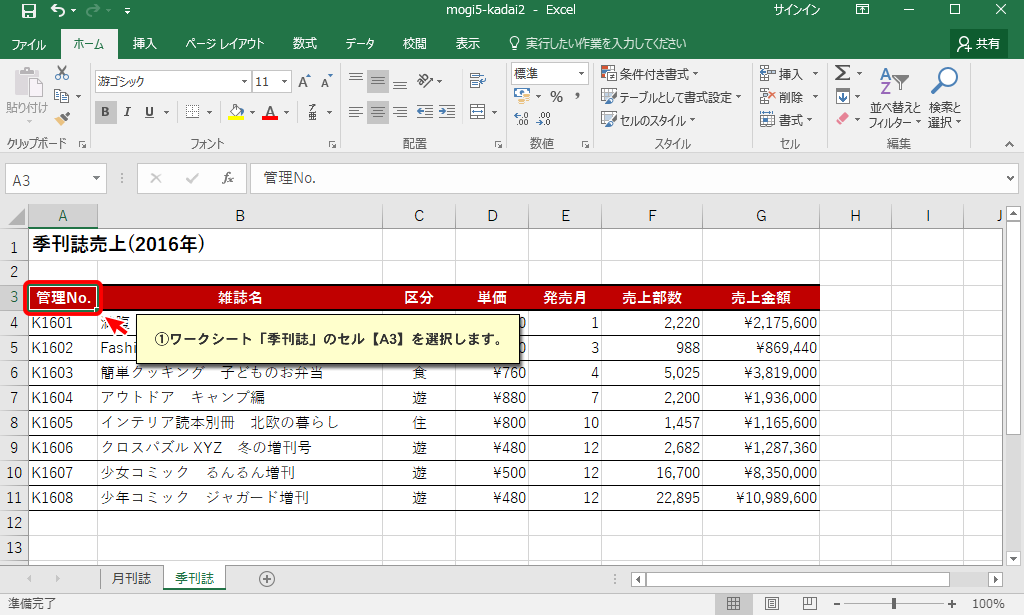 mogi5-kadai2 - Excel
サインイン
ファイル ホーム 挿入 ページ レイアウト 数式 データ 校閲 表示 実行したい作業を入力してください 共有
貼り付け
游ゴシック 11
B I U
標準
条件付き書式
テーブルとして書式設定
セルのスタイル
挿入
削除
書式
並べ替えと
フィルター
検索と
選択
クリップボード フォント 配置 数値 スタイル セル 編集
A3 管理No.
A B C D E F G H I J
1 季刊誌売上(2016年)
2
3 管理No. 雑誌名 区分 単価 発売月 売上部数 売上金額
4 K1601 1 2,220 ¥2,175,600
①ワークシート「季刊誌」のセル【A3】を選択します。
5 K1602 Fashi 3 988 ¥869,440
6 K1603 簡単クッキング 子どものお弁当 食 ¥760 4 5,025 ¥3,819,000
7 K1604 アウトドア キャンプ編 遊 ¥880 7 2,200 ¥1,936,000
8 K1605 インテリア読本別冊 北欧の暮らし 住 ¥800 10 1,457 ¥1,165,600
9 K1606 クロスパズル XYZ 冬の増刊号 遊 ¥480 12 2,682 ¥1,287,360
10 K1607 少女コミック るんるん増刊 遊 ¥500 12 16,700 ¥8,350,000
11 K1608 少年コミック ジャガード増刊 遊 ¥480 12 22,895 ¥10,989,600
12
13
月刊誌 季刊誌
準備完了 100%